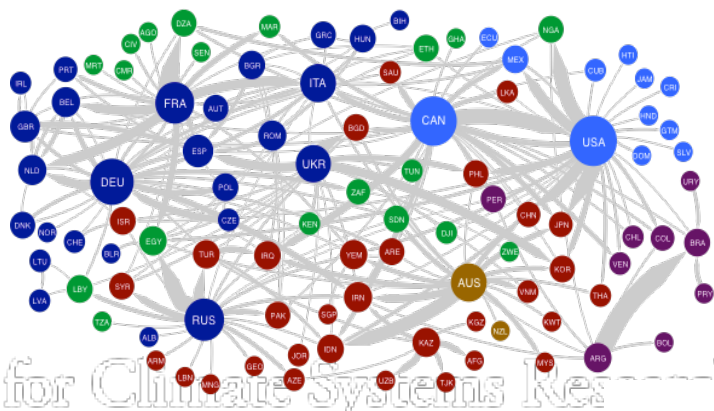 DZA
MAR
BIH
AGO
GRC
HUN
CIV
SEN
ETH
GHA
ECU
NGA
PRT
MRT
CMR
BGR
ITA
SAU
MEX
CUB
HTI
IRL
BEL
FRA
AUT
LKA
JAM
CRI
GBR
ESP
ROM
BGD
CAN
USA
HND
GTM
DOM
SLV
NLD
DEU
POL
UKR
ZAF
TUN
PHL
PER
URY
DNK
NOR
CHE
BLR
ISR
EGY
CZE
KEN
SDN
DJI
CHN
JPN
CHL
COL
BRA
LTU
LVA
LBY
SYR
TUR
IRQ
YEM
ARE
ZWE
KOR
VEN
PRY
TZA
ALB
RUS
PAK
SGP
IRN
AUS
VNM
THA
ARM
LBN
MNG
GEO
JOR
AZE
IDN
KAZ
KGZ
NZL
KWT
MYS
ARG
BOL
UZB
TJK
AFG
for Climate Systems Res